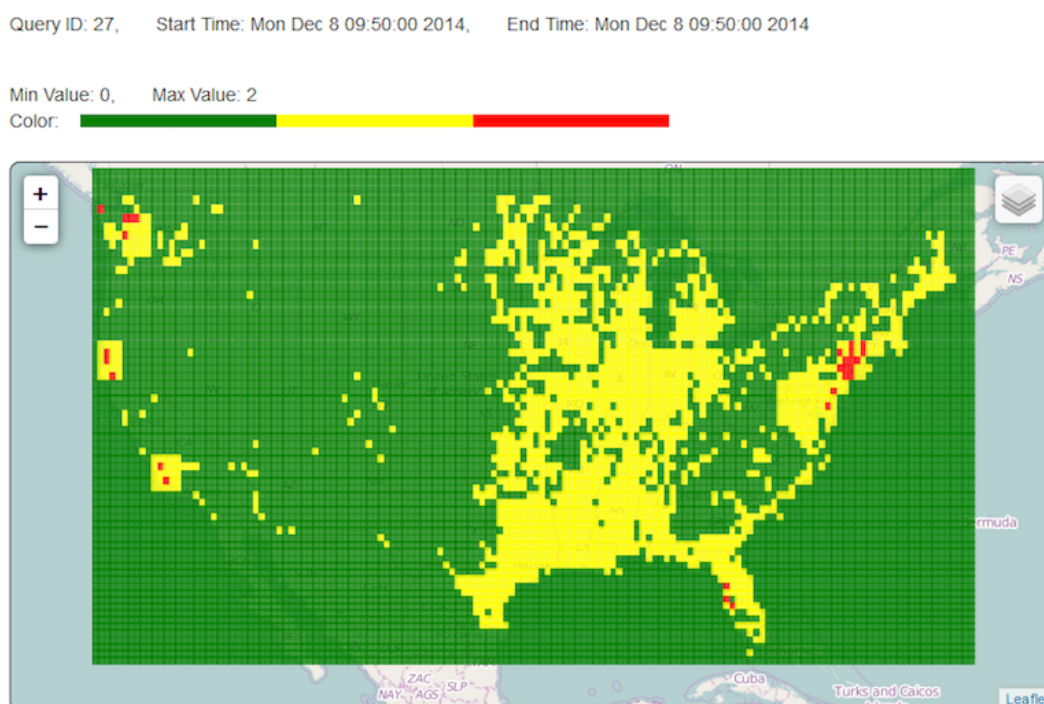 Query ID: 27, Start Time: Mon Dec 8 09:50:00 2014, End Time: Mon Dec 8 09:50:00 2014
Min Value: 0, Max Value: 2
Color:
ON
+
−
PE
NS
ermuda
ZAC
SLP
NAY
AGS
Cuba
Turks and Caicos
Leafle